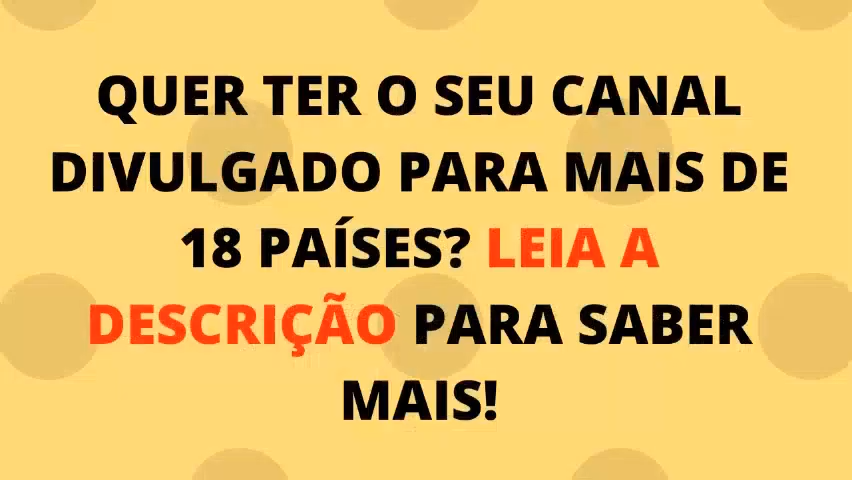 QUER TER O SEU CANAL
DIVULGADO PARA MAIS DE
18 PAÍSES? LEIA A
DESCRIÇÃO PARA SABER
MAIS!